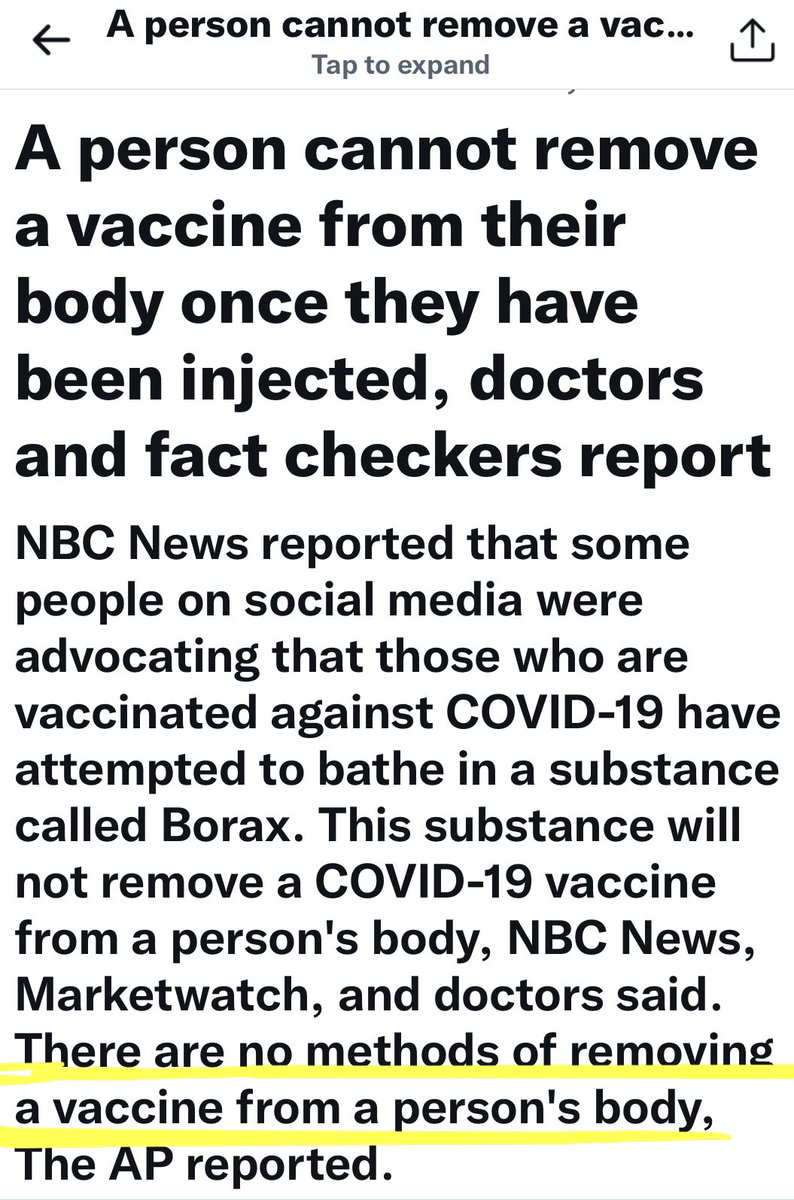 A person cannot remove a vac...
Tap to expand
A person cannot remove
a vaccine from their
body once they have
been injected, doctors
and fact checkers report
NBC News reported that some
people on social media were
advocating that those who are
vaccinated against COVID-19 have
attempted to bathe in a substance
called Borax. This substance will
not remove a COVID-19 vaccine
from a person's body, NBC News,
Marketwatch, and doctors said.
There are no methods of removing
a vaccine from a person's body,
The AP reported.